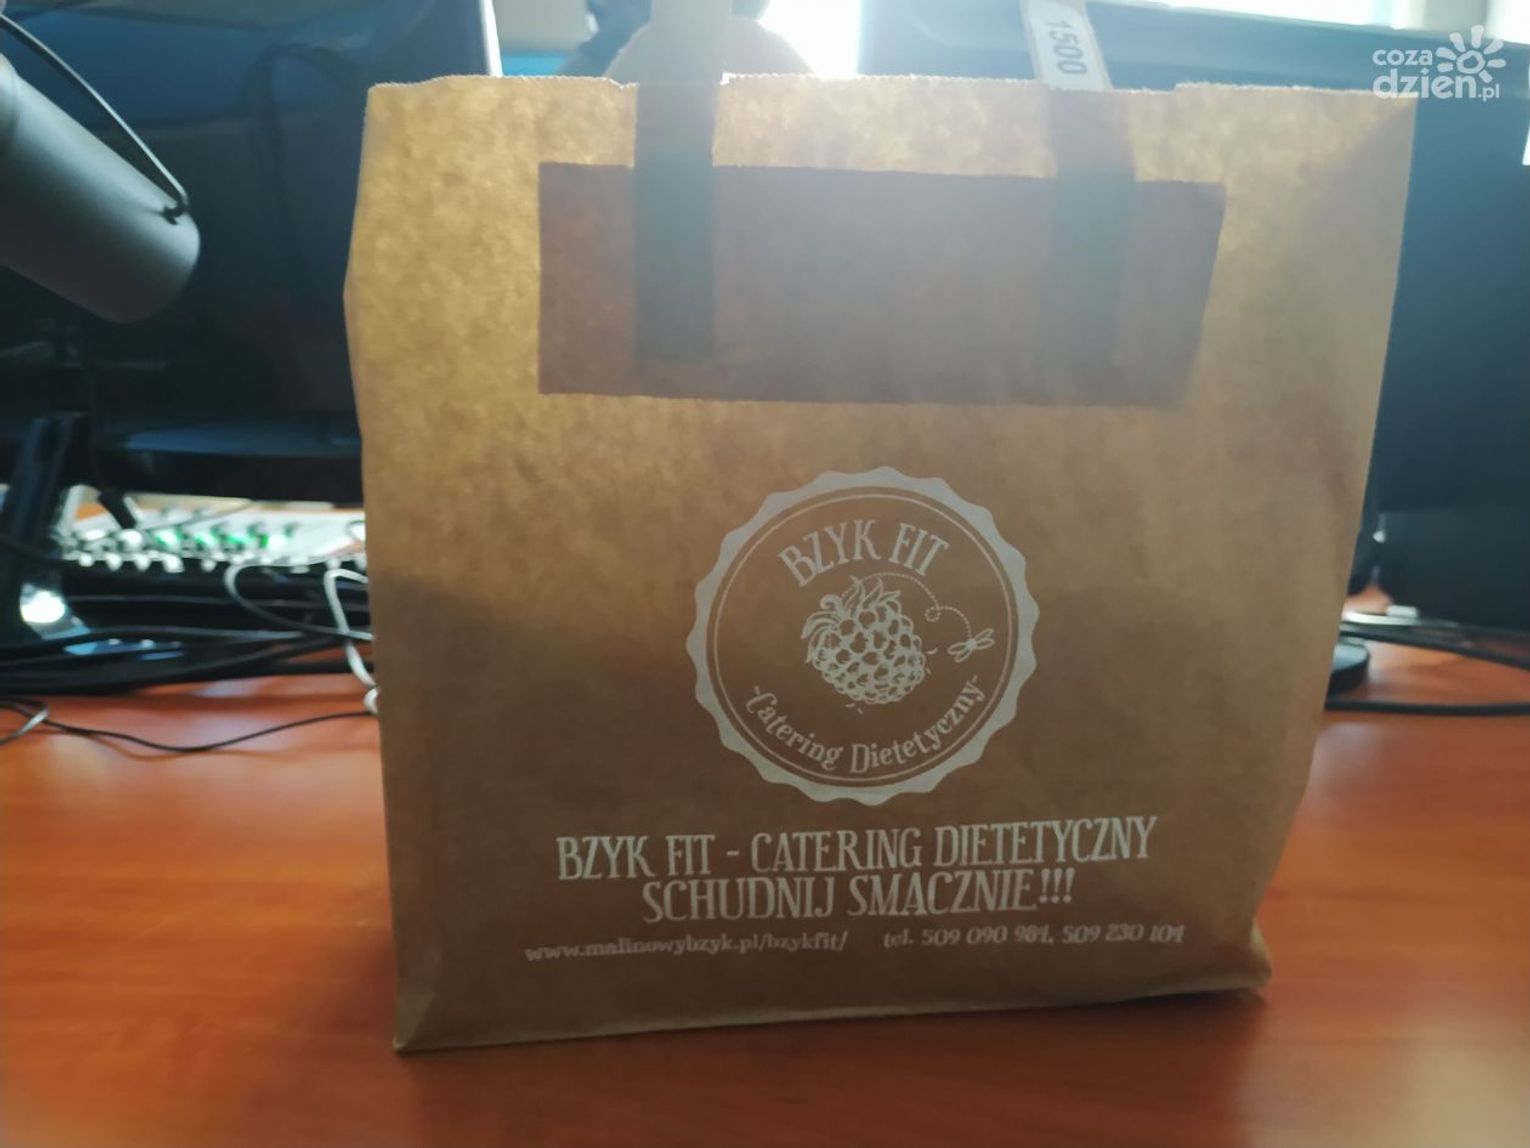 1500
coza
dzien.pl
BZYK FIT
-Catering Dietetyczny-
BZYK FIT - CATERING DIETETYCZNY
SCHUDNIJ SMACZNIE!!!
www.malinowybzyk.pl/bzykfit/ tel. 509 090 984, 509 230 104